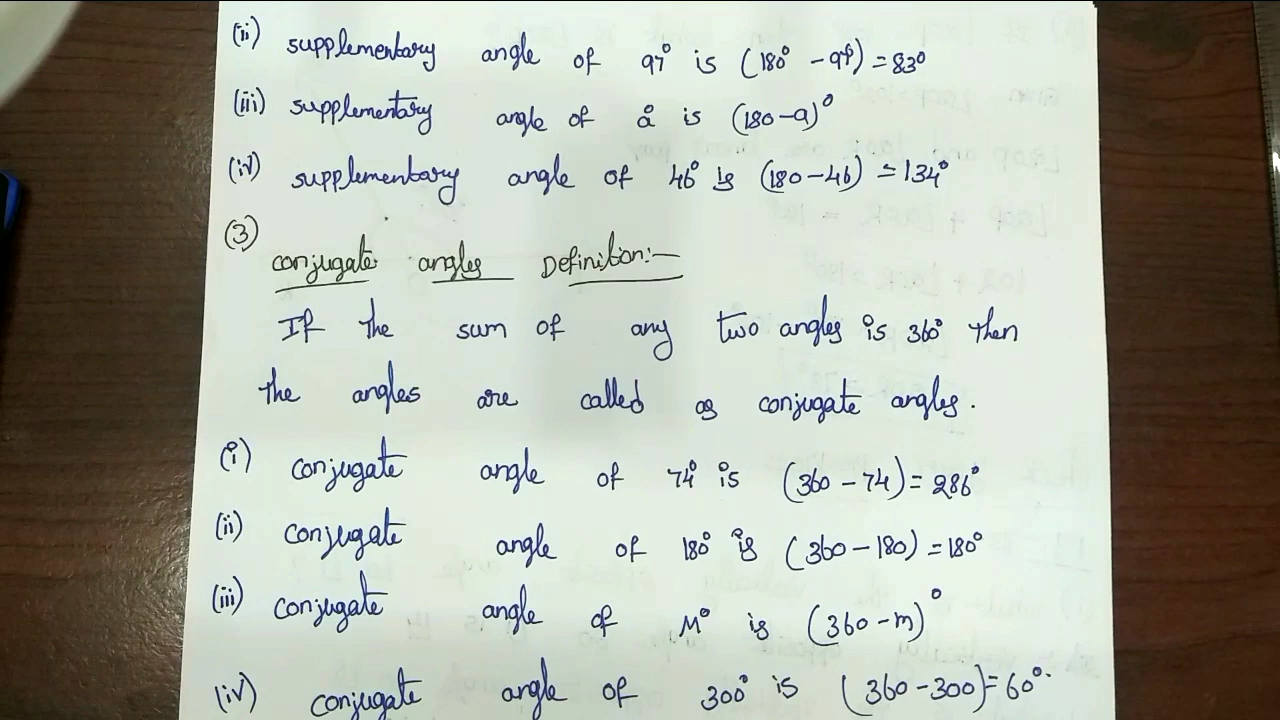 (ii) supplementary angle of 97° is (180° - 97°) = 83°
(iii) supplementary angle of a° is (180-a)°
(iv) supplementary angle of 46° is (180-46) = 134°
(3)
conjugate angles Definition:-
If the sum of any two angles is 360° then
the angles are called as conjugate angles.
(i) conjugate angle of 74° is (360-74) = 286°
(ii) conjugate angle of 180° is (360-180) = 180°
(iii) conjugate angle of M° is (360-m)°
(iv) conjugate angle of 300° is (360-300) = 60°.